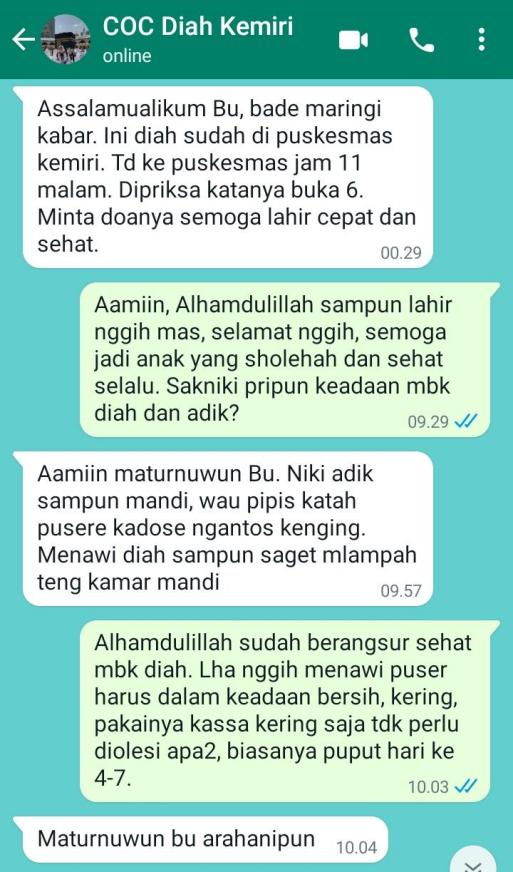 COC Diah Kemiri
online
Assalamualikum Bu, bade maringi
kabar. Ini diah sudah di puskesmas
kemiri. Td ke puskesmas jam 11
malam. Dipriksa katanya buka 6.
Minta doanya semoga lahir cepat dan
sehat.
00.29
Aamiin, Alhamdulillah sampun lahir
nggih mas, selamat nggih, semoga
jadi anak yang sholehah dan sehat
selalu. Sakniki pripun keadaan mbk
diah dan adik?
09.29
Aamiin maturnuwun Bu. Niki adik
sampun mandi, wau pipis katah
pusere kadose ngantos kenging.
Menawi diah sampun saget mlampah
teng kamar mandi
09.57
Alhamdulillah sudah berangsur sehat
mbk diah. Lha nggih menawi puser
harus dalam keadaan bersih, kering,
pakainya kassa kering saja tdk perlu
diolesi apa2, biasanya puput hari ke
4-7.
10.03
Maturnuwun bu arahanipun
10.04